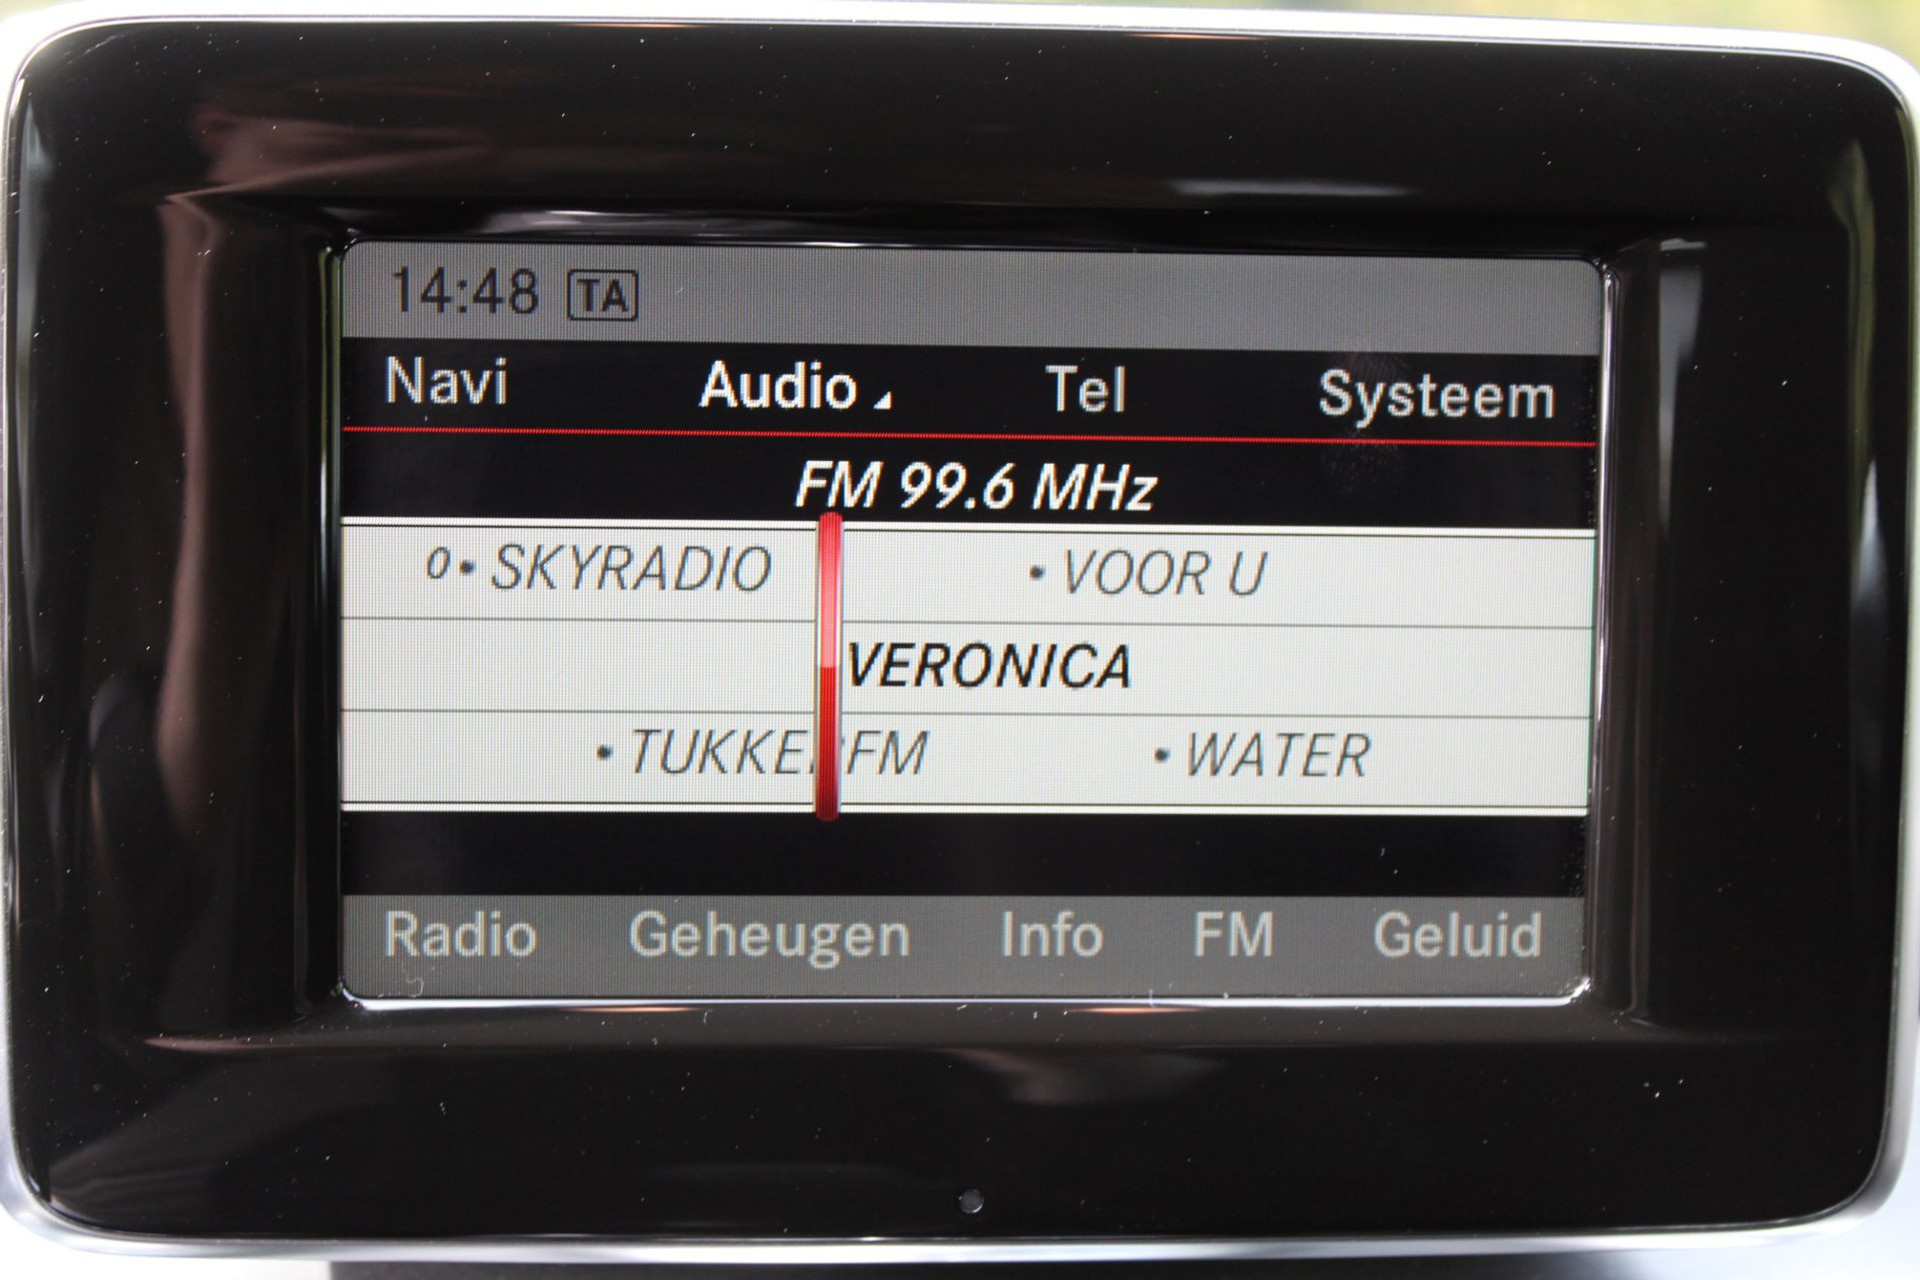 14:48 TA
Navi Audio Tel Systeem
FM 99.6 MHz
0• SKYRADIO • VOOR U
VERONICA
• TUKKE FM • WATER
Radio Geheugen Info FM Geluid